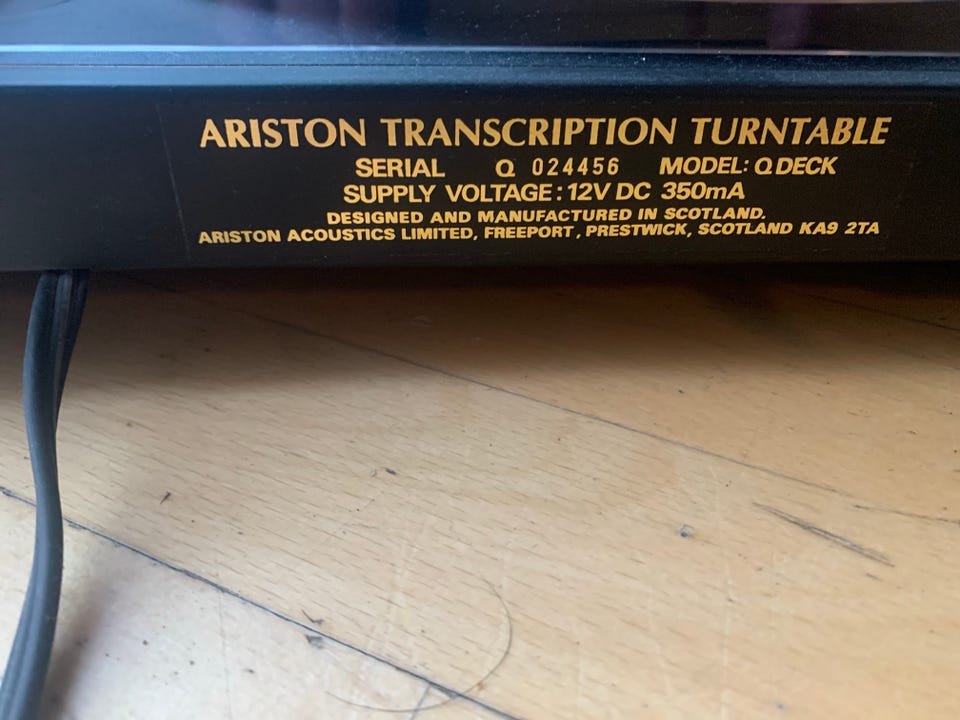 ARISTON TRANSCRIPTION TURNTABLE
SERIAL Q 024456 MODEL: Q DECK
SUPPLY VOLTAGE: 12V DC 350mA
DESIGNED AND MANUFACTURED IN SCOTLAND.
ARISTON ACOUSTICS LIMITED, FREEPORT, PRESTWICK, SCOTLAND KA9 2TA